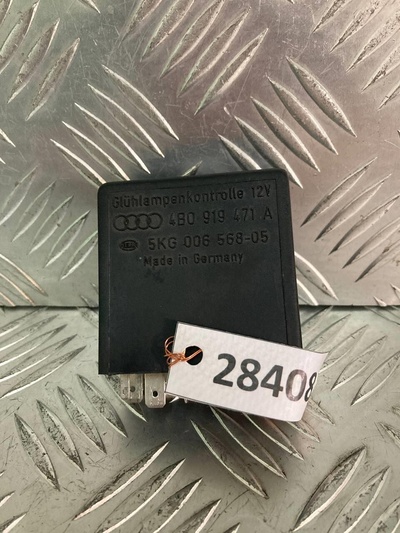 Glühlampenkontrolle 12V
4B0 919 471 A
5KG 006 568-05
Made in Germany
28408